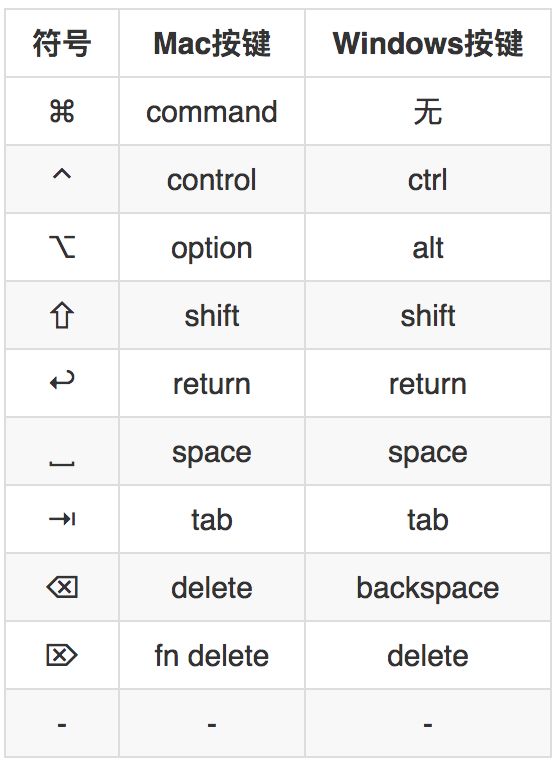 符号 Mac按键 Windows按键
⌘ command 无
⌃ control ctrl
⌥ option alt
⇧ shift shift
↩ return return
⎵ space space
⇥ tab tab
⌫ delete backspace
⌦ fn delete delete
- - -